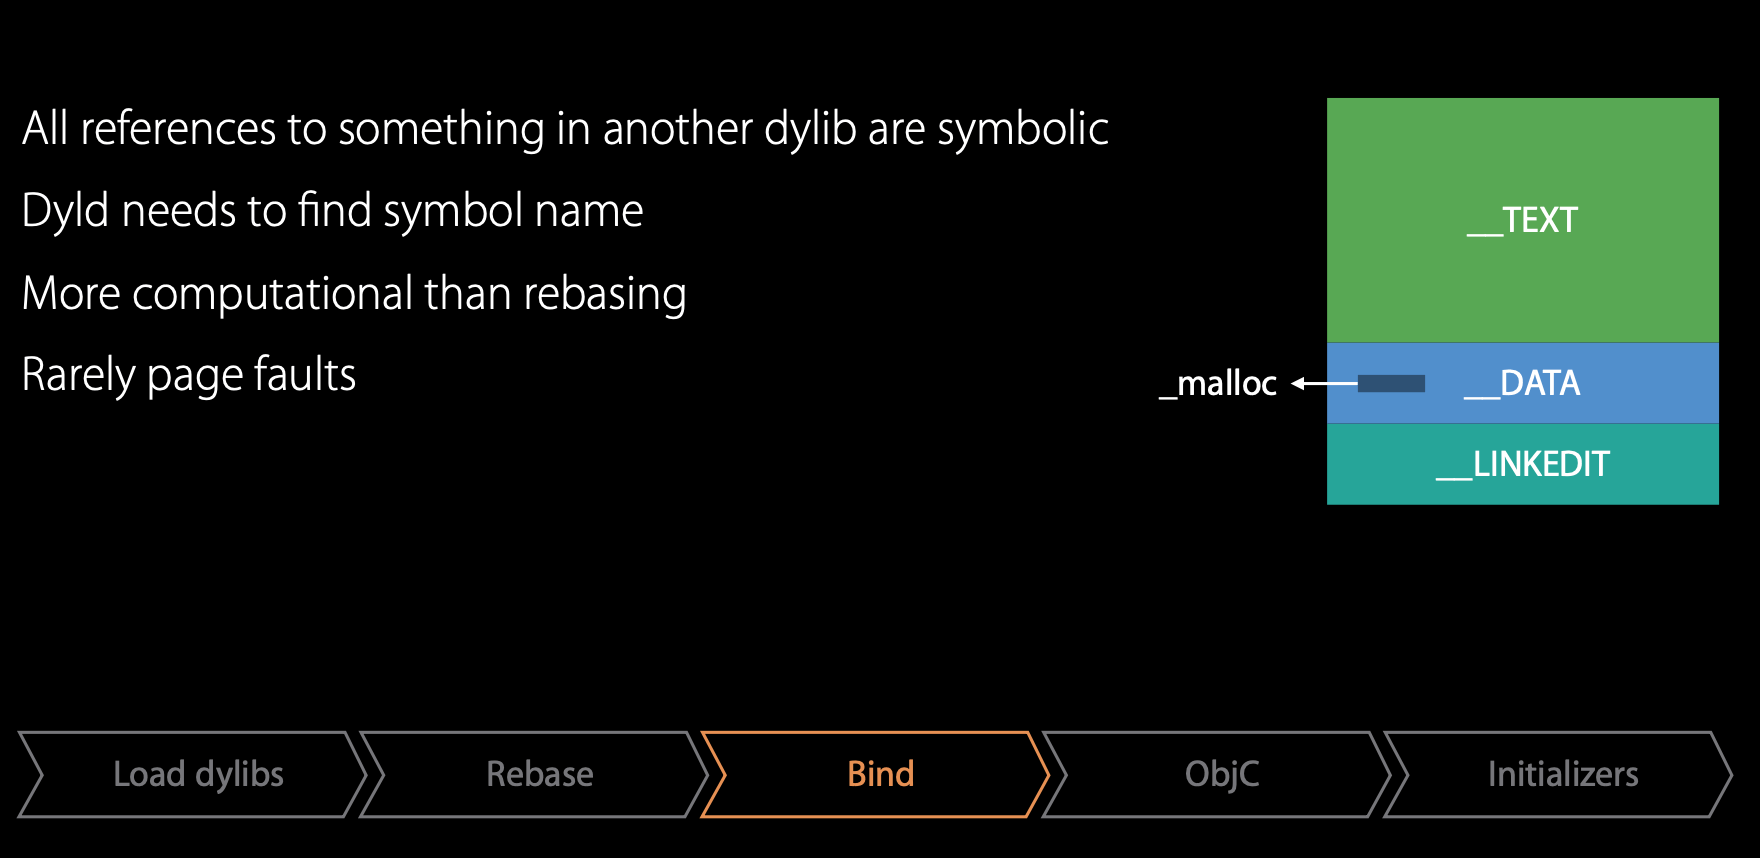 All references to something in another dylib are symbolic
Dyld needs to find symbol name
More computational than rebasing
Rarely page faults
__TEXT
_malloc
__DATA
__LINKEDIT
Load dylibs
Rebase
Bind
ObjC
Initializers